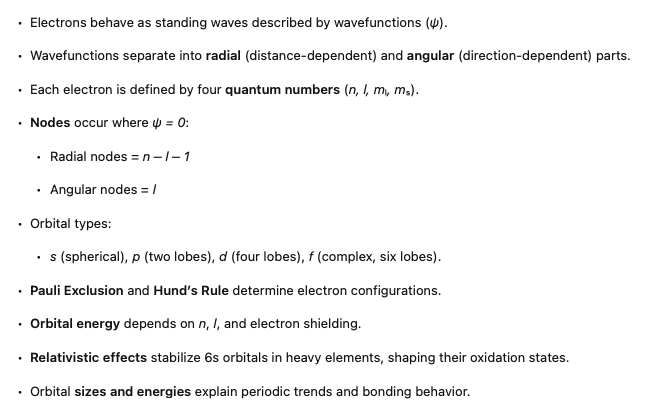 • Electrons behave as standing waves described by wavefunctions (ψ).
• Wavefunctions separate into radial (distance-dependent) and angular (direction-dependent) parts.
• Each electron is defined by four quantum numbers (n, l, mₗ, mₛ).
• Nodes occur where ψ = 0:
• Radial nodes = n – l – 1
• Angular nodes = l
• Orbital types:
• s (spherical), p (two lobes), d (four lobes), f (complex, six lobes).
• Pauli Exclusion and Hund's Rule determine electron configurations.
• Orbital energy depends on n, l, and electron shielding.
• Relativistic effects stabilize 6s orbitals in heavy elements, shaping their oxidation states.
• Orbital sizes and energies explain periodic trends and bonding behavior.